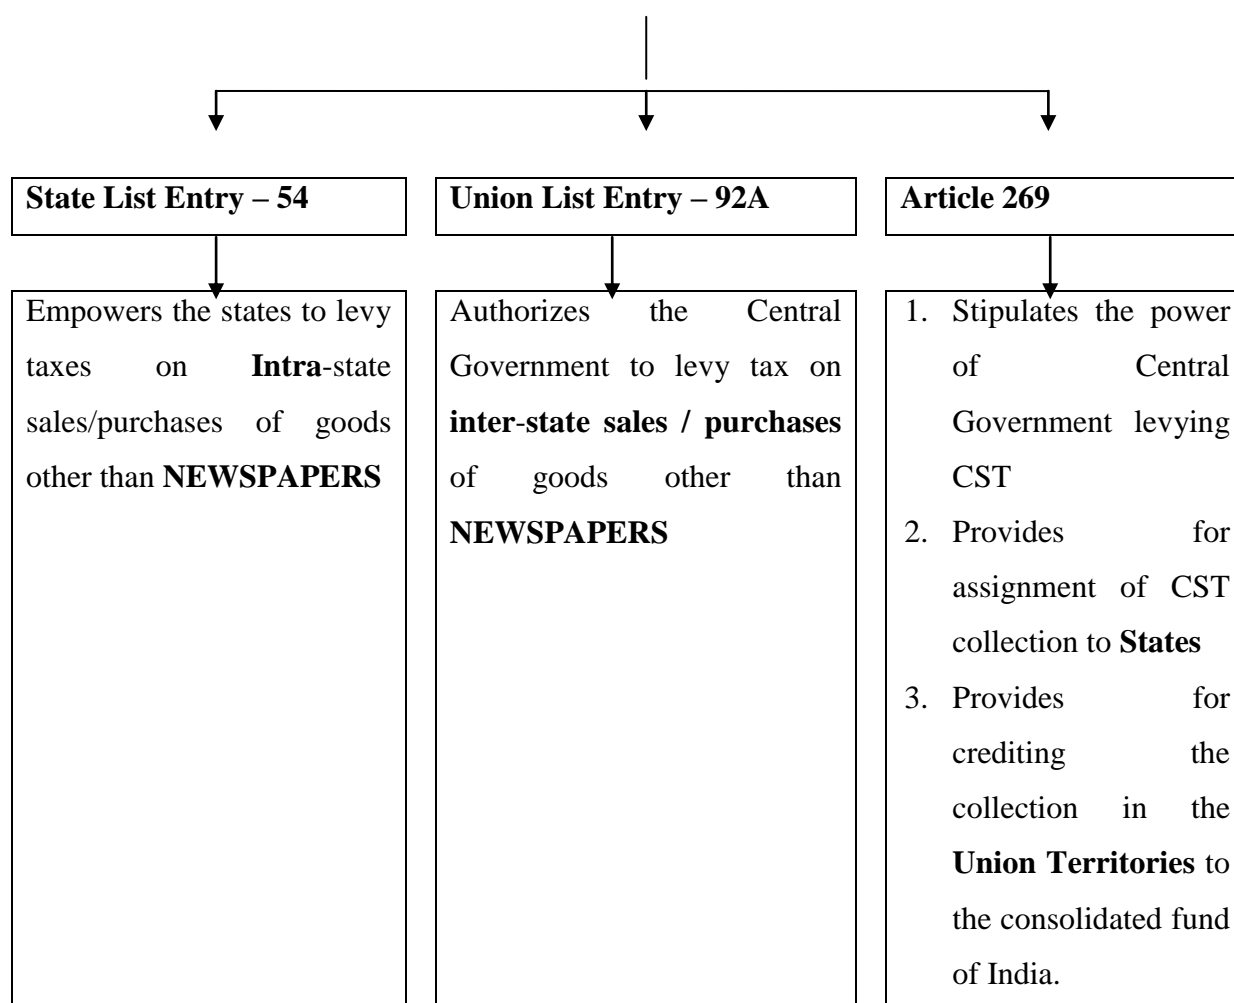 State List Entry – 54
Empowers the states to levy
taxes on Intra-state
sales/purchases of goods
other than NEWSPAPERS
Union List Entry – 92A
Authorizes the Central
Government to levy tax on
inter-state sales / purchases
of goods other than
NEWSPAPERS
Article 269
1. Stipulates the power
of Central
Government levying
CST
2. Provides for
assignment of CST
collection to States
3. Provides for
crediting the
collection in the
Union Territories to
the consolidated fund
of India.